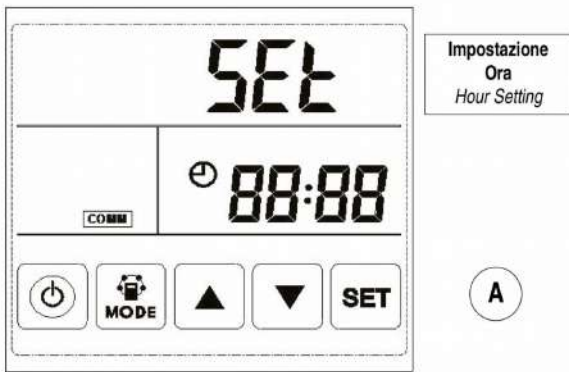 SEt
Impostazione
Ora
Hour Setting
88:88
COMM
MODE
SET
A